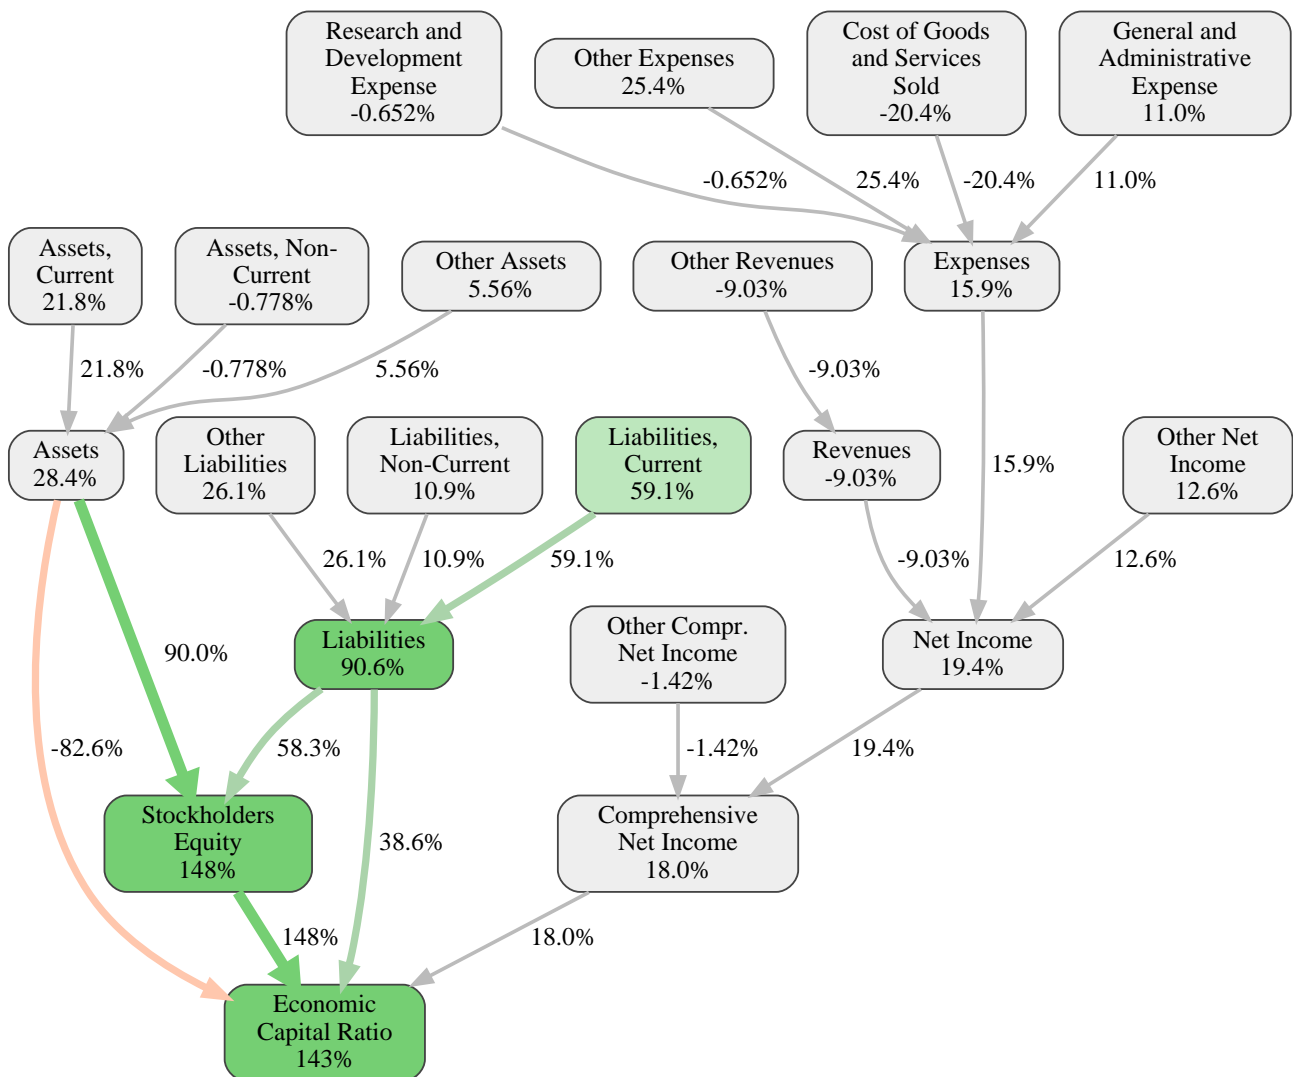 Research and
Development
Expense
-0.652%
Other Expenses
25.4%
Cost of Goods
and Services
Sold
-20.4%
General and
Administrative
Expense
11.0%
-0.652%
25.4%
-20.4%
11.0%
Assets,
Current
21.8%
Assets, Non-
Current
-0.778%
Other Assets
5.56%
Other Revenues
-9.03%
Expenses
15.9%
21.8%
-0.778%
5.56%
-9.03%
15.9%
Assets
28.4%
Other
Liabilities
26.1%
Liabilities,
Non-Current
10.9%
Liabilities,
Current
59.1%
Revenues
-9.03%
Other Net
Income
12.6%
26.1%
10.9%
59.1%
-9.03%
12.6%
90.0%
Liabilities
90.6%
Other Compr.
Net Income
-1.42%
Net Income
19.4%
-82.6%
58.3%
-1.42%
19.4%
Stockholders
Equity
148%
38.6%
Comprehensive
Net Income
18.0%
148%
18.0%
Economic
Capital Ratio
143%